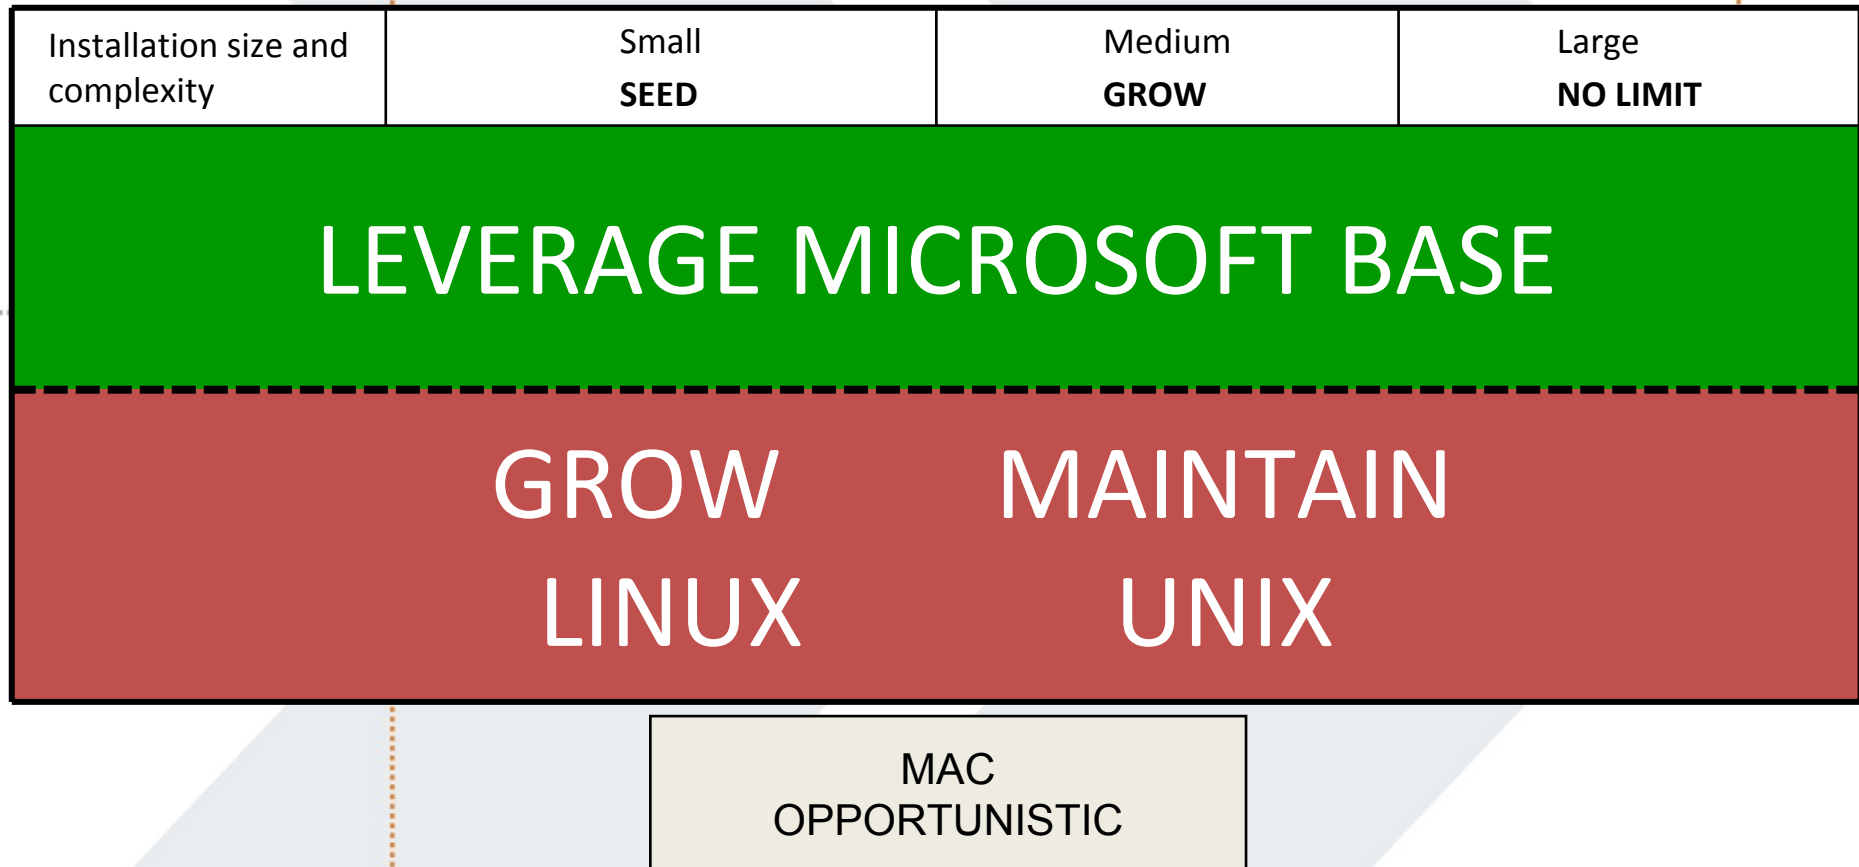 Installation size and
complexity
Small
SEED
Medium
GROW
Large
NO LIMIT
LEVERAGE MICROSOFT BASE
GROW MAINTAIN
LINUX UNIX
MAC
OPPORTUNISTIC